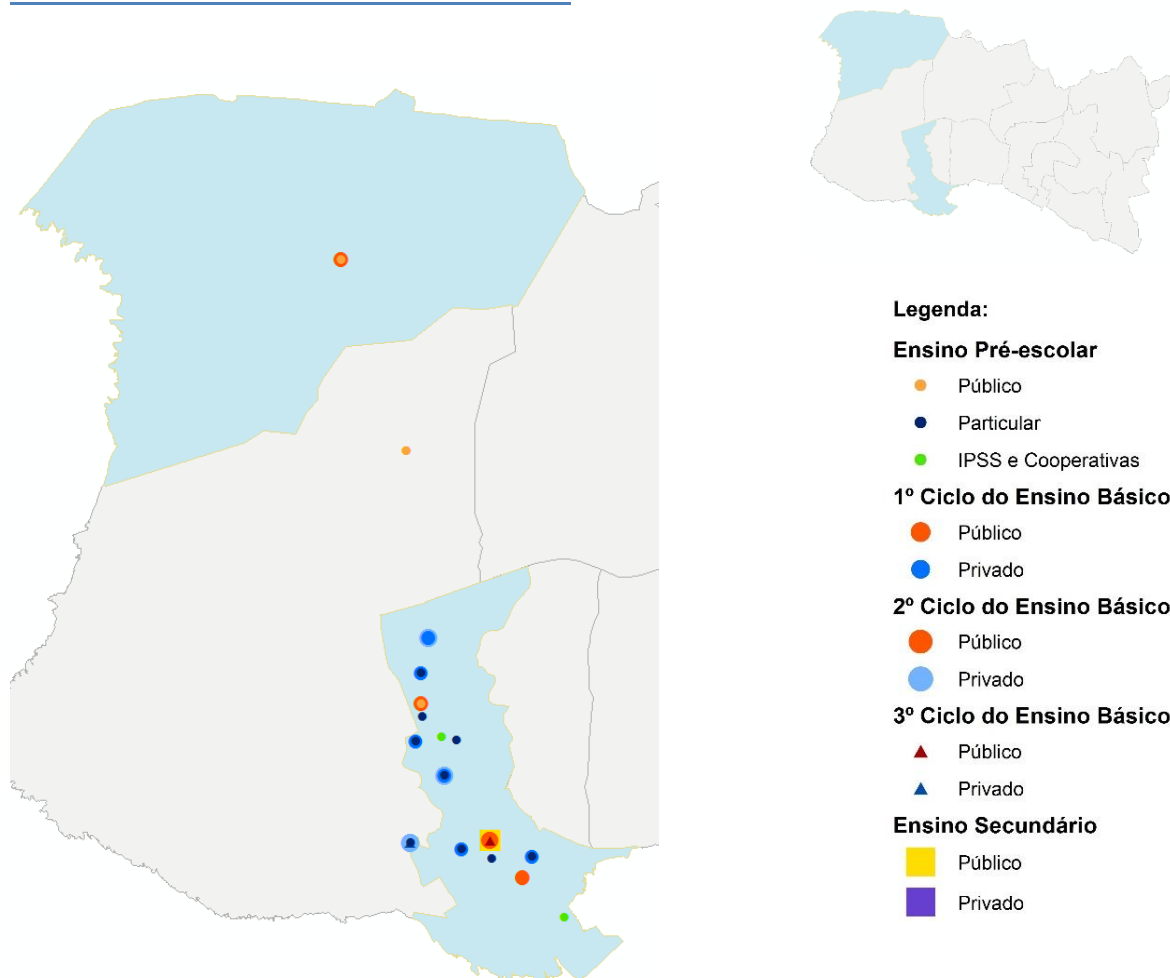 Legenda:
Ensino Pré-escolar
Público
Particular
IPSS e Cooperativas
1º Ciclo do Ensino Básico
Público
Privado
2º Ciclo do Ensino Básico
Público
Privado
3º Ciclo do Ensino Básico
Público
Privado
Ensino Secundário
Público
Privado